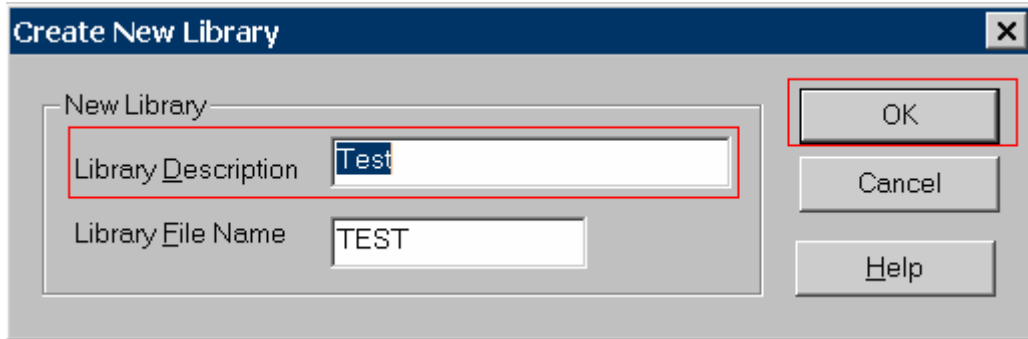 Create New Library
New Library
Library Description Test
Library File Name TEST
OK
Cancel
Help